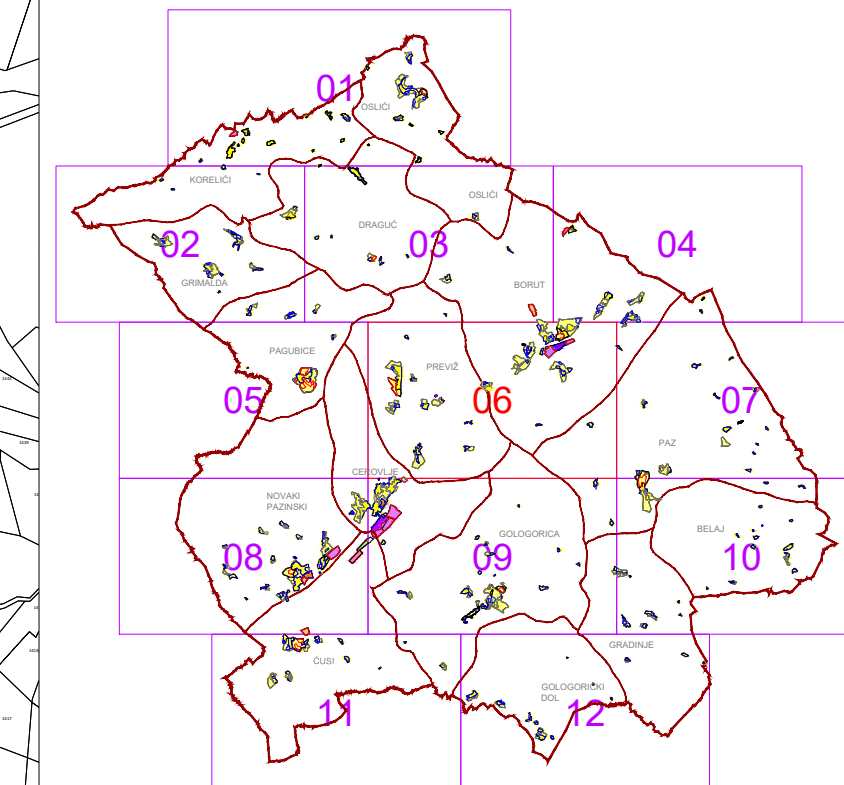 01
OSLIĆI
KORELIĆI
OSLIĆI
DRAGUĆ
02
03
04
GRIMALDA
BORUT
PAGUBICE
PREVIŽ
05
06
07
PAZ
CEROVLJE
NOVAKI
PAZINSKI
GOLOGORICA
BELAJ
08
09
10
GRADINJE
ĆUSI
GOLOGORIČKI
DOL
11
12